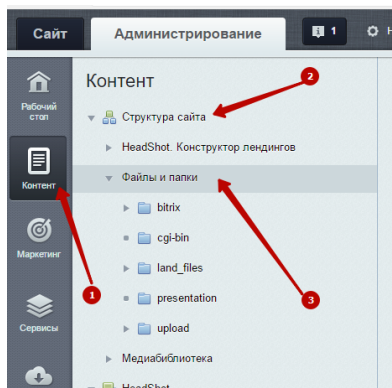 Сайт
Администрирование
1
Рабочий
стол
Контент
Маркетинг
Сервисы
Контент
Структура сайта
HeadShot. Конструктор лендингов
Файлы и папки
bitrix
cgi-bin
land_files
presentation
upload
Медиабиблиотека
HeadShot
1
2
3